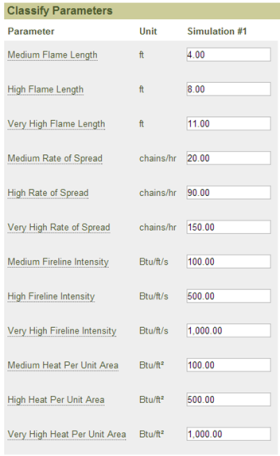 Classify Parameters
Parameter Unit Simulation #1
Medium Flame Length ft 4.00
High Flame Length ft 8.00
Very High Flame Length ft 11.00
Medium Rate of Spread chains/hr 20.00
High Rate of Spread chains/hr 90.00
Very High Rate of Spread chains/hr 150.00
Medium Fireline Intensity Btu/ft/s 100.00
High Fireline Intensity Btu/ft/s 500.00
Very High Fireline Intensity Btu/ft/s 1,000.00
Medium Heat Per Unit Area Btu/ft² 100.00
High Heat Per Unit Area Btu/ft² 500.00
Very High Heat Per Unit Area Btu/ft² 1,000.00